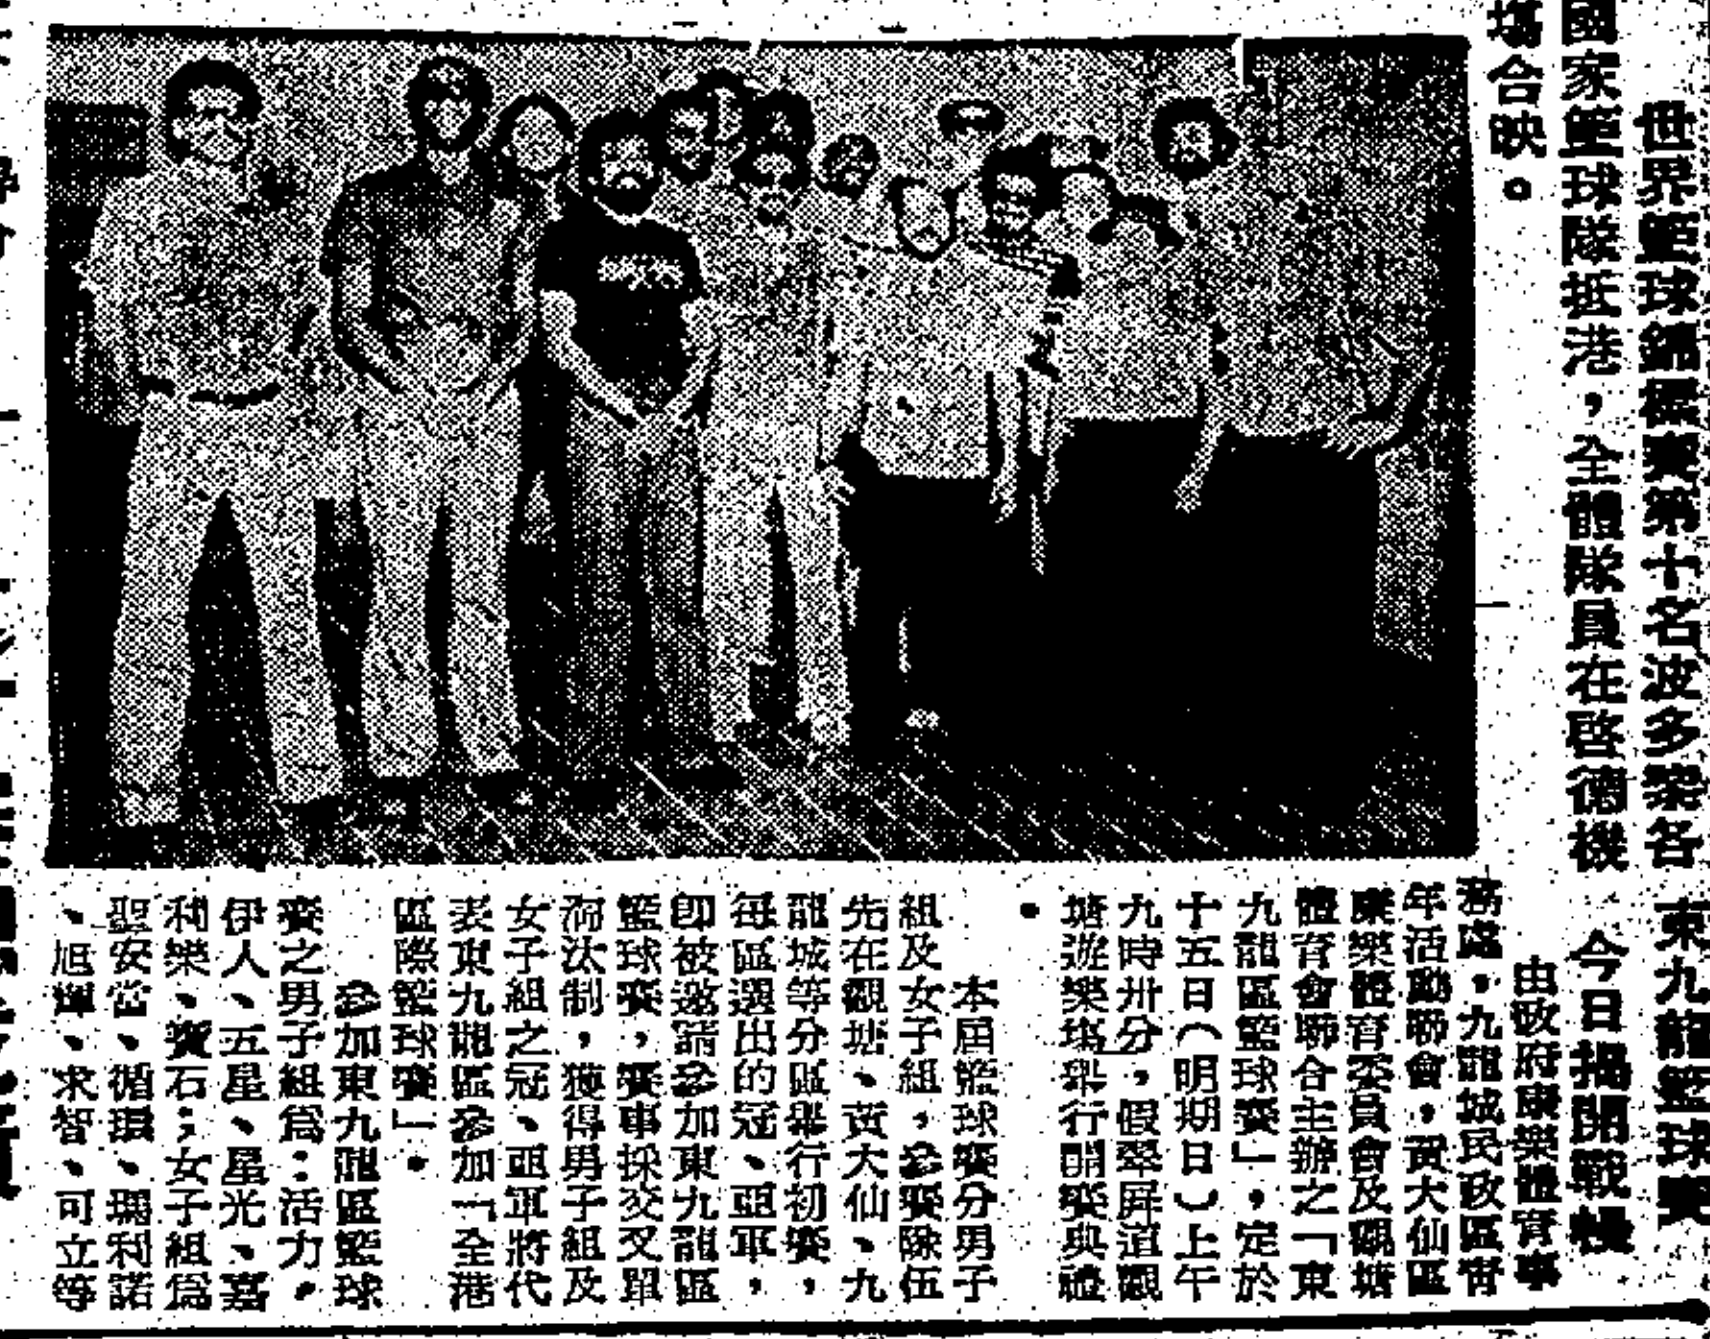 世界籃球錦標賽第十名波多黎各
國家籃球隊抵港，全體隊員在啓德機
塲合映。
東九龍籃球賽
今日揭開戰幔
由政府康樂體育事
務處，九龍城民政區青
年活動聯會，黃大仙區
康樂體育委員會及觀塘
體育會聯合主辦之「東
九龍區籃球賽」，定於
十五日（明期日）上午
九時卅分，假翠屏道觀
塘遊樂塲舉行開賽典禮
。
本屆籃球賽分男子
組及女子組，參賽隊伍
先在觀塘、黃大仙、九
龍城等分區舉行初賽，
每區選出的冠、亞軍，
卽被邀請參加東九龍區
籃球賽，賽事採交叉單
淘汰制，獲得男子組及
女子組之冠、亞軍將代
表東九龍區參加「全港
區際籃球賽」。
參加東九龍區籃球
賽之男子組爲：活力，
伊人、五星、星光、嘉
利樂、寶石；女子組爲
聖安當、循環、瑪利諾
、旭輝、求智、可立等